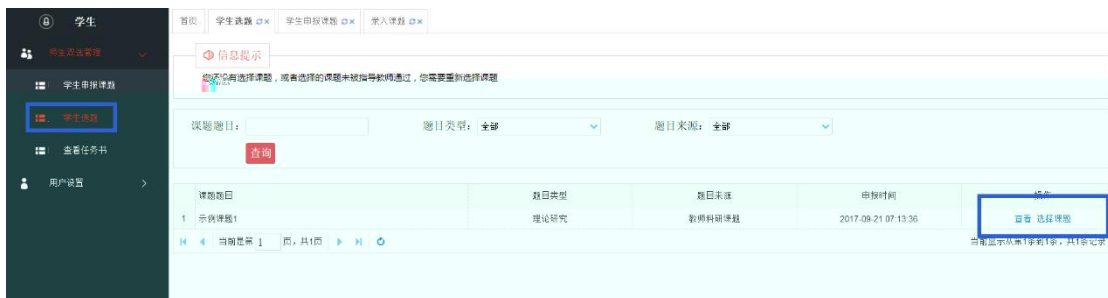 学生
首页 学生选题 学生申报课题 录入课题
师生双选管理
信息提示
您还没有选择课题，或者选择的课题未被指导教师通过，您需要重新选择课题
学生申报课题
学生选题
课题题目： 题目类型： 全部 题目来源： 全部
查看任务书
查询
用户设置
课题题目 题目类型 题目来源 申报时间 操作
1 示例课题1 理论研究 教师科研课题 2017-09-21 07:13:36 查看 选择课题
当前是第 1 页，共1页 当前显示从第1条到1条，共1条记录